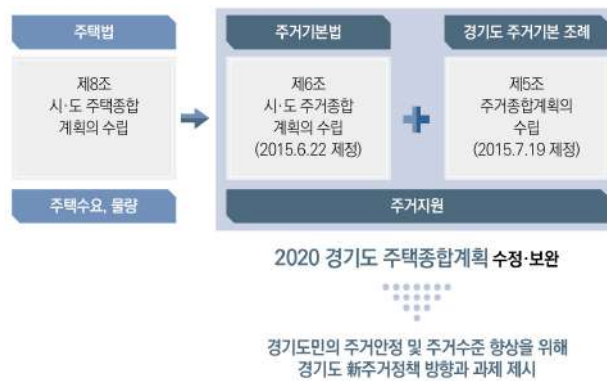 주택법
제8조
시·도 주택종합
계획의 수립
주택수요, 물량
주거기본법
제6조
시·도 주거종합
계획의 수립
(2015.6.22 제정)
경기도 주거기본 조례
제5조
주거종합계획의
수립
(2015.7.19 제정)
주거지원
2020 경기도 주택종합계획 수정·보완
경기도민의 주거안정 및 주거수준 향상을 위해
경기도 新주거정책 방향과 과제 제시